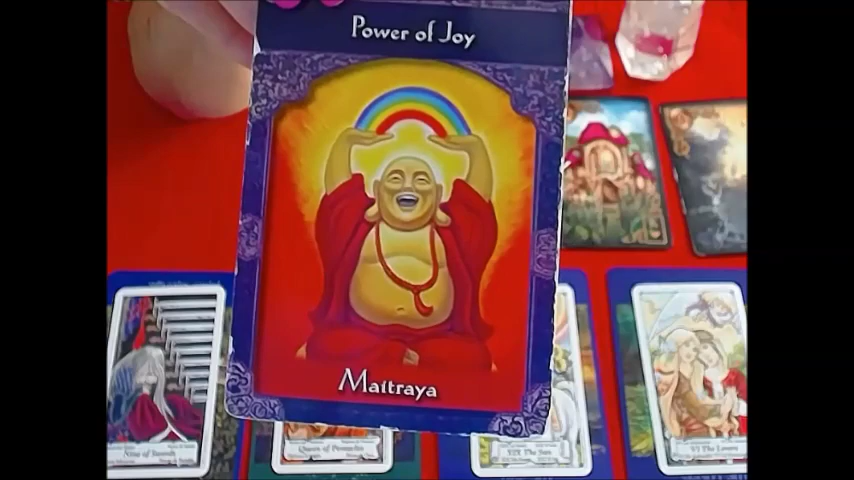 Power of Joy
Maitraya
Nine of Swords
Queen of Pentacles
XIX The Sun
VI The Lovers